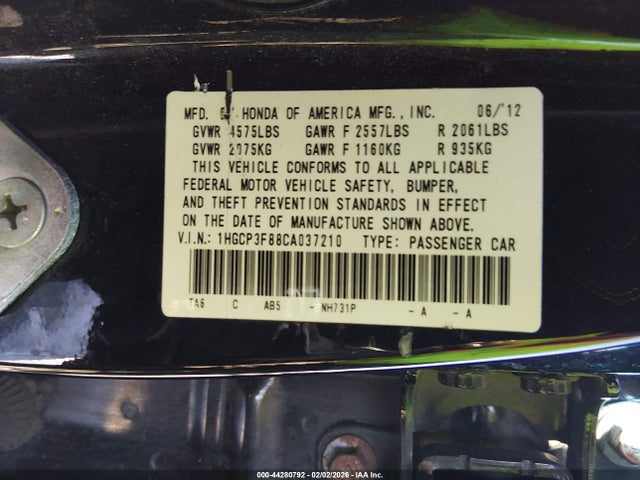 MFD. BY HONDA OF AMERICA MFG., INC. 06/'12
GVWR 4575LBS GAWR F 2557LBS R 2061LBS
GVWR 2075KG GAWR F 1160KG R 935KG
THIS VEHICLE CONFORMS TO ALL APPLICABLE
FEDERAL MOTOR VEHICLE SAFETY, BUMPER,
AND THEFT PREVENTION STANDARDS IN EFFECT
ON THE DATE OF MANUFACTURE SHOWN ABOVE.
V.I.N.: 1HGCP3F88CA037210 TYPE: PASSENGER CAR
TA6 C AB5 - NH731P - A - A
000-44280792 - 02/02/2026 - IAA Inc.